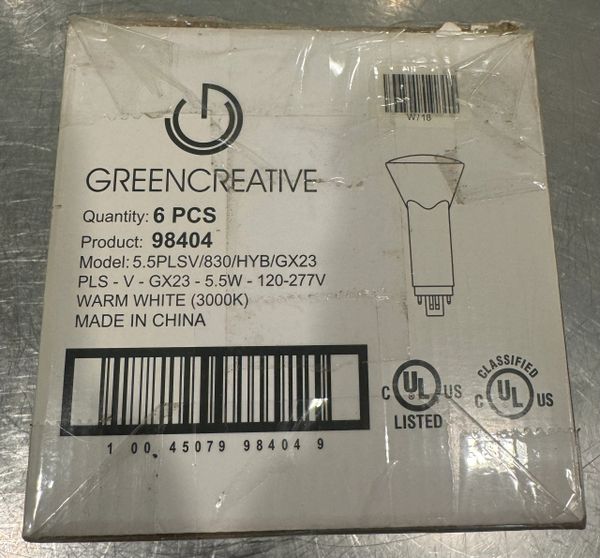 W/18
GREENCREATIVE
Quantity: 6 PCS
Product: 98404
Model: 5.5PLSV/830/HYB/GX23
PLS - V - GX23 - 5.5W - 120-277V
WARM WHITE (3000K)
MADE IN CHINA
1 00 45079 98404 9
C UL US
LISTED
CLASSIFIED
C UL US